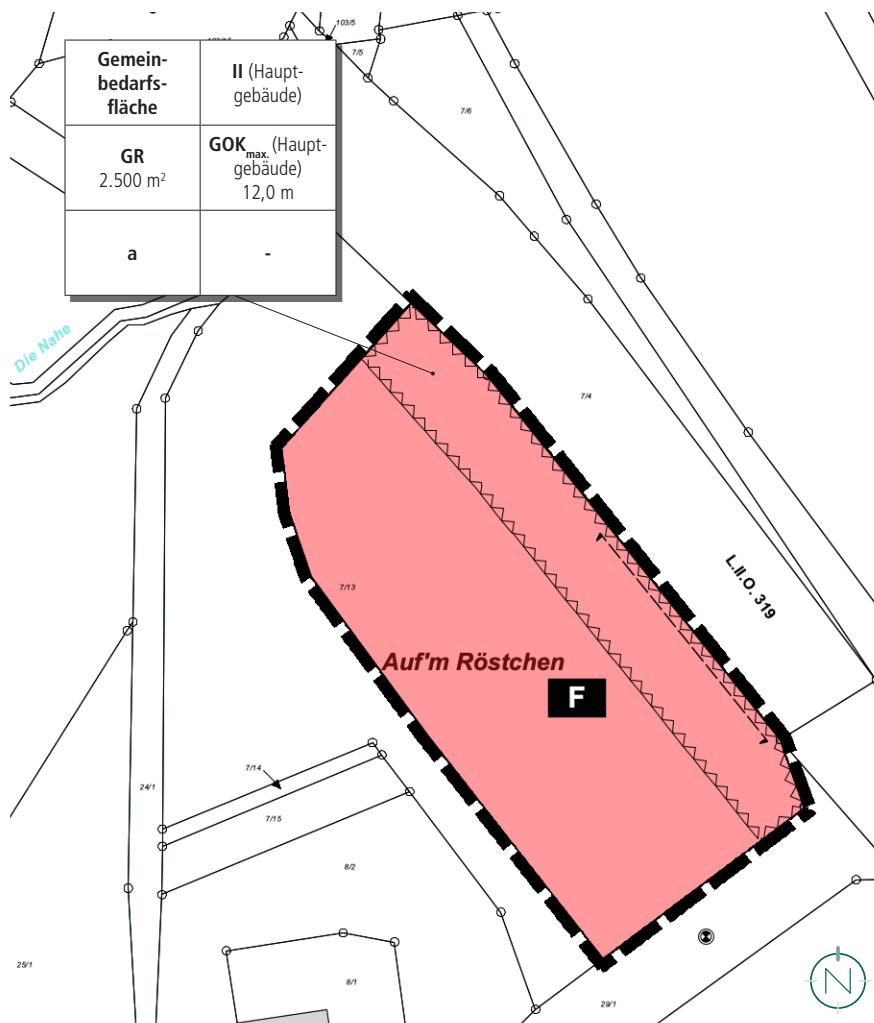 103/5
7/5
Gemein-
bedarfs-
fläche
II (Haupt-
gebäude)
7/6
GR
2.500 m²
GOKmax. (Haupt-
gebäude)
12,0 m
a
-
Die Nahe
7/4
L.II.O. 319
7/13
Auf'm Röstchen
F
7/14
24/1
7/15
8/2
25/1
8/1
29/1
N